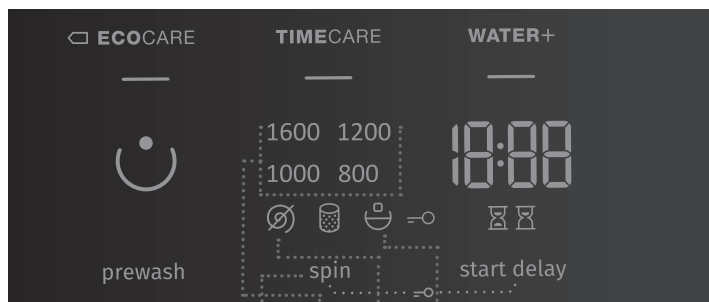 ECOCARE TIMECARE WATER+
1600 1200
1000 800
18:88
prewash spin start delay